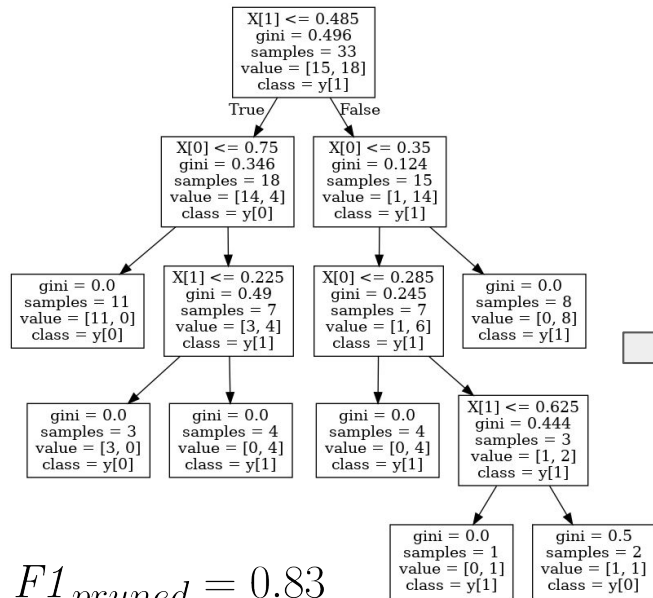 X[1] <= 0.485
gini = 0.496
samples = 33
value = [15, 18]
class = y[1]
True
False
X[0] <= 0.75
gini = 0.346
samples = 18
value = [14, 4]
class = y[0]
X[0] <= 0.35
gini = 0.124
samples = 15
value = [1, 14]
class = y[1]
gini = 0.0
samples = 11
value = [11, 0]
class = y[0]
X[1] <= 0.225
gini = 0.49
samples = 7
value = [3, 4]
class = y[1]
X[0] <= 0.285
gini = 0.245
samples = 7
value = [1, 6]
class = y[1]
gini = 0.0
samples = 8
value = [0, 8]
class = y[1]
gini = 0.0
samples = 3
value = [3, 0]
class = y[0]
gini = 0.0
samples = 4
value = [0, 4]
class = y[1]
gini = 0.0
samples = 4
value = [0, 4]
class = y[1]
X[1] <= 0.625
gini = 0.444
samples = 3
value = [1, 2]
class = y[1]
gini = 0.0
samples = 1
value = [0, 1]
class = y[1]
gini = 0.5
samples = 2
value = [1, 1]
class = y[0]
F1pruned = 0.83